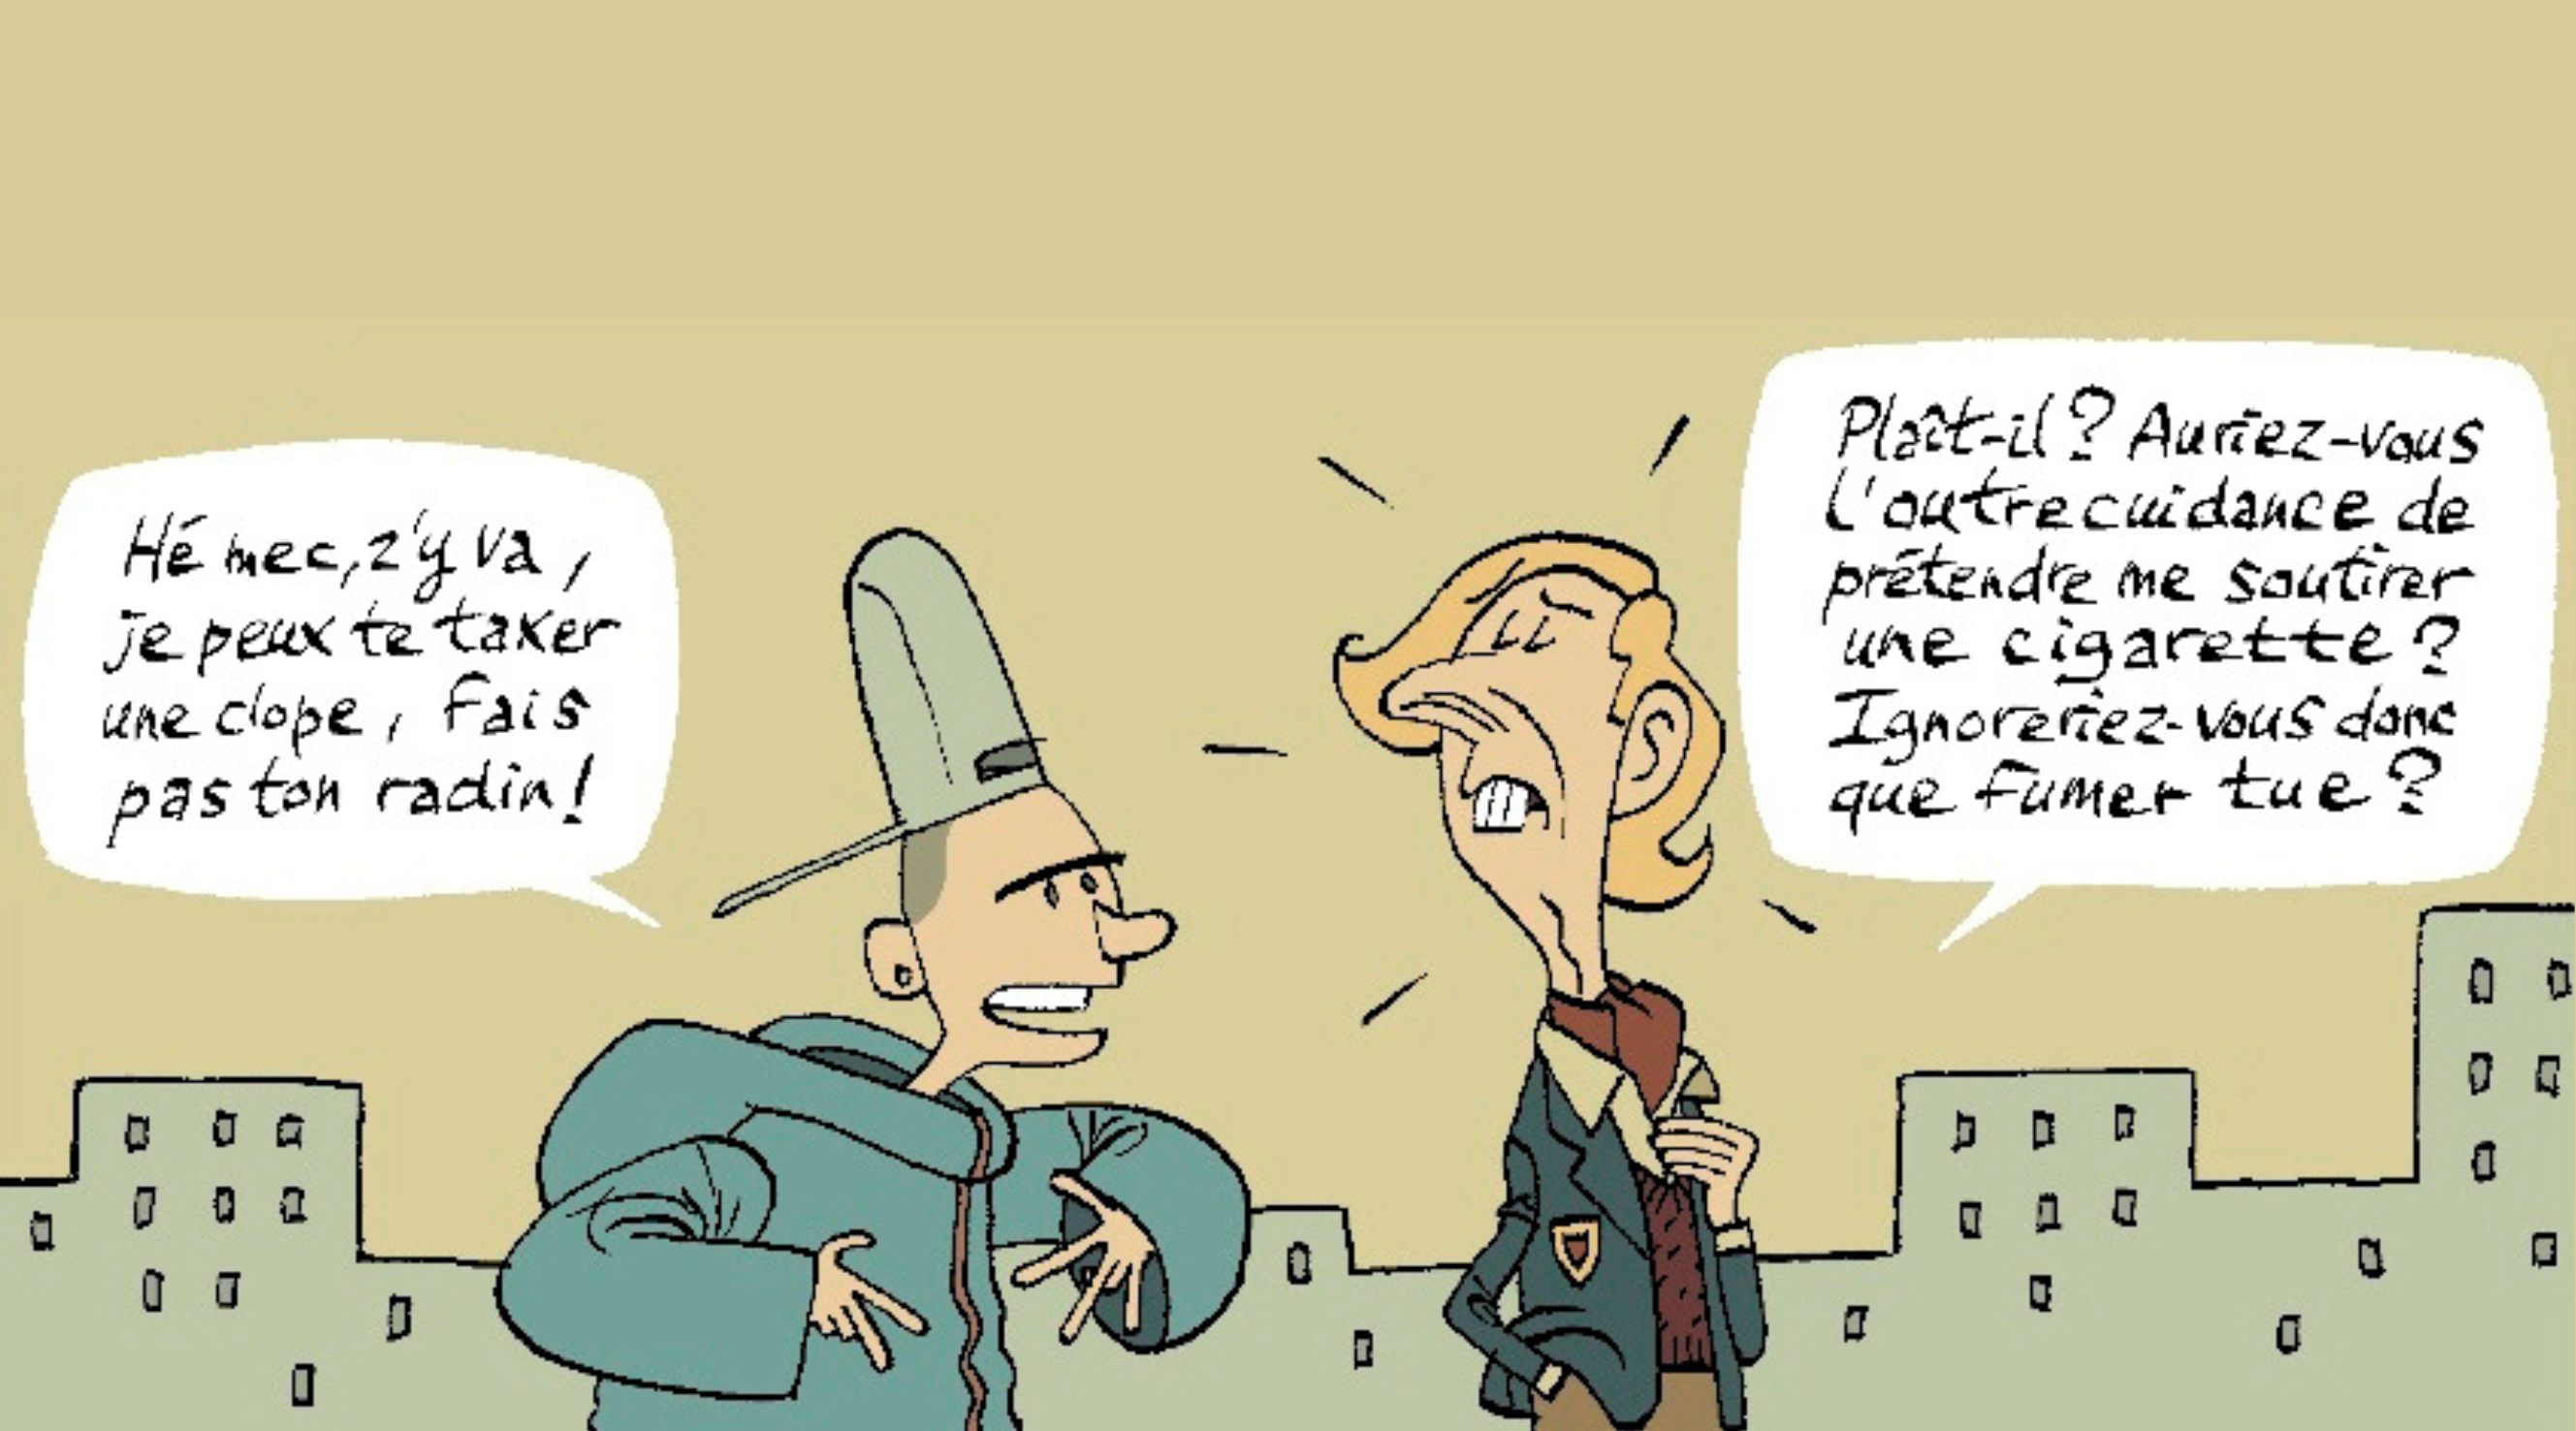 Hé mec, z'y va,
je peux te taxer
une clope, fais
pas ton radin!
Plaît-il? Auriez-vous
l'outrecuidance de
prétendre me soutirer
une cigarette?
Ignoreriez-vous donc
que fumer tue?